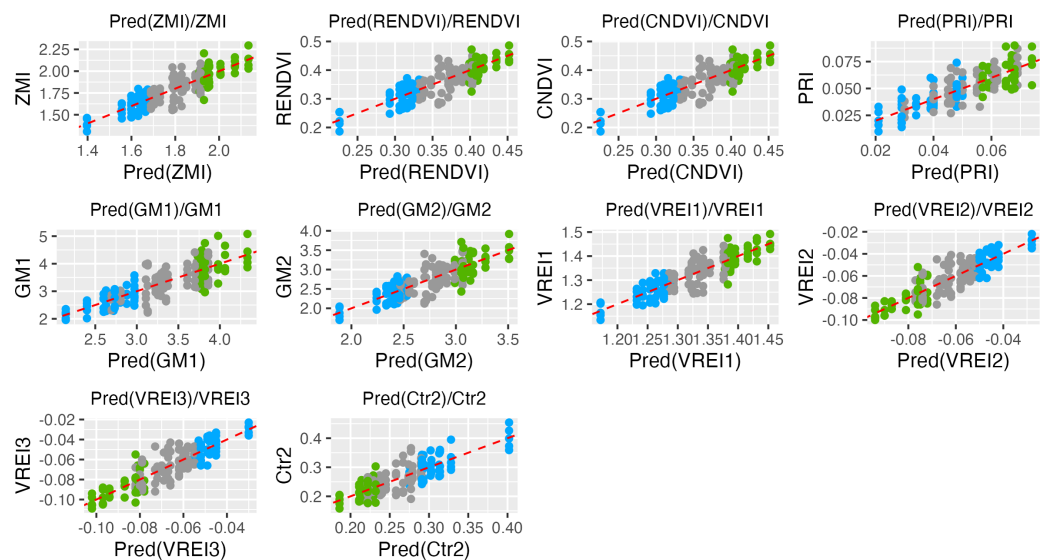 Pred(ZMI)/ZMI
ZMI
2.25
2.00
1.75
1.50
1.4 1.6 1.8 2.0
Pred(ZMI)
Pred(RENDVI)/RENDVI
RENDVI
0.5
0.4
0.3
0.2
0.25 0.30 0.35 0.40 0.45
Pred(RENDVI)
Pred(CNDVI)/CNDVI
CNDVI
0.5
0.4
0.3
0.2
0.25 0.30 0.35 0.40 0.45
Pred(CNDVI)
Pred(PRI)/PRI
PRI
0.075
0.050
0.025
0.02 0.04 0.06
Pred(PRI)
Pred(GM1)/GM1
GM1
5
4
3
2
2.5 3.0 3.5 4.0
Pred(GM1)
Pred(GM2)/GM2
GM2
4.0
3.5
3.0
2.5
2.0
2.0 2.5 3.0 3.5
Pred(GM2)
Pred(VREI1)/VREI1
VREI1
1.5
1.4
1.3
1.2
1.20 1.25 1.30 1.35 1.40 1.45
Pred(VREI1)
Pred(VREI2)/VREI2
VREI2
-0.02
-0.04
-0.06
-0.08
-0.10
-0.08 -0.06 -0.04
Pred(VREI2)
Pred(VREI3)/VREI3
VREI3
-0.02
-0.04
-0.06
-0.08
-0.10
-0.10 -0.08 -0.06 -0.04
Pred(VREI3)
Pred(Ctr2)/Ctr2
Ctr2
0.4
0.3
0.2
0.20 0.25 0.30 0.35 0.40
Pred(Ctr2)